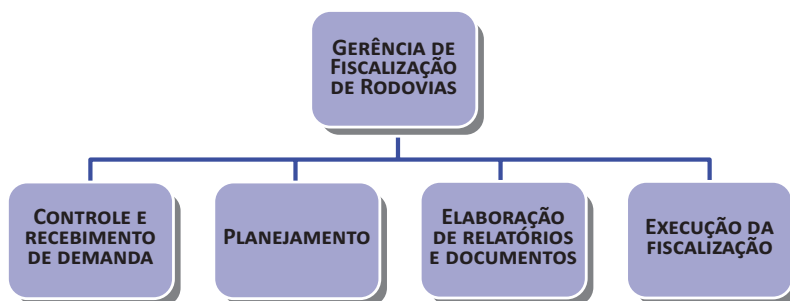 GERÊNCIA DE
FISCALIZAÇÃO
DE RODOVIAS
CONTROLE E
RECEBIMENTO
DE DEMANDA
PLANEJAMENTO
ELABORAÇÃO
DE RELATÓRIOS
E DOCUMENTOS
EXECUÇÃO DA
FISCALIZAÇÃO